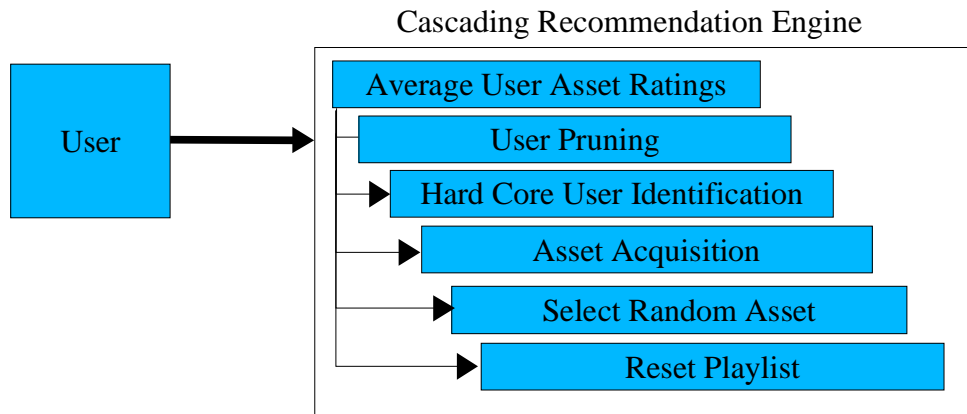 Cascading Recommendation Engine
User
Average User Asset Ratings
User Pruning
Hard Core User Identification
Asset Acquisition
Select Random Asset
Reset Playlist